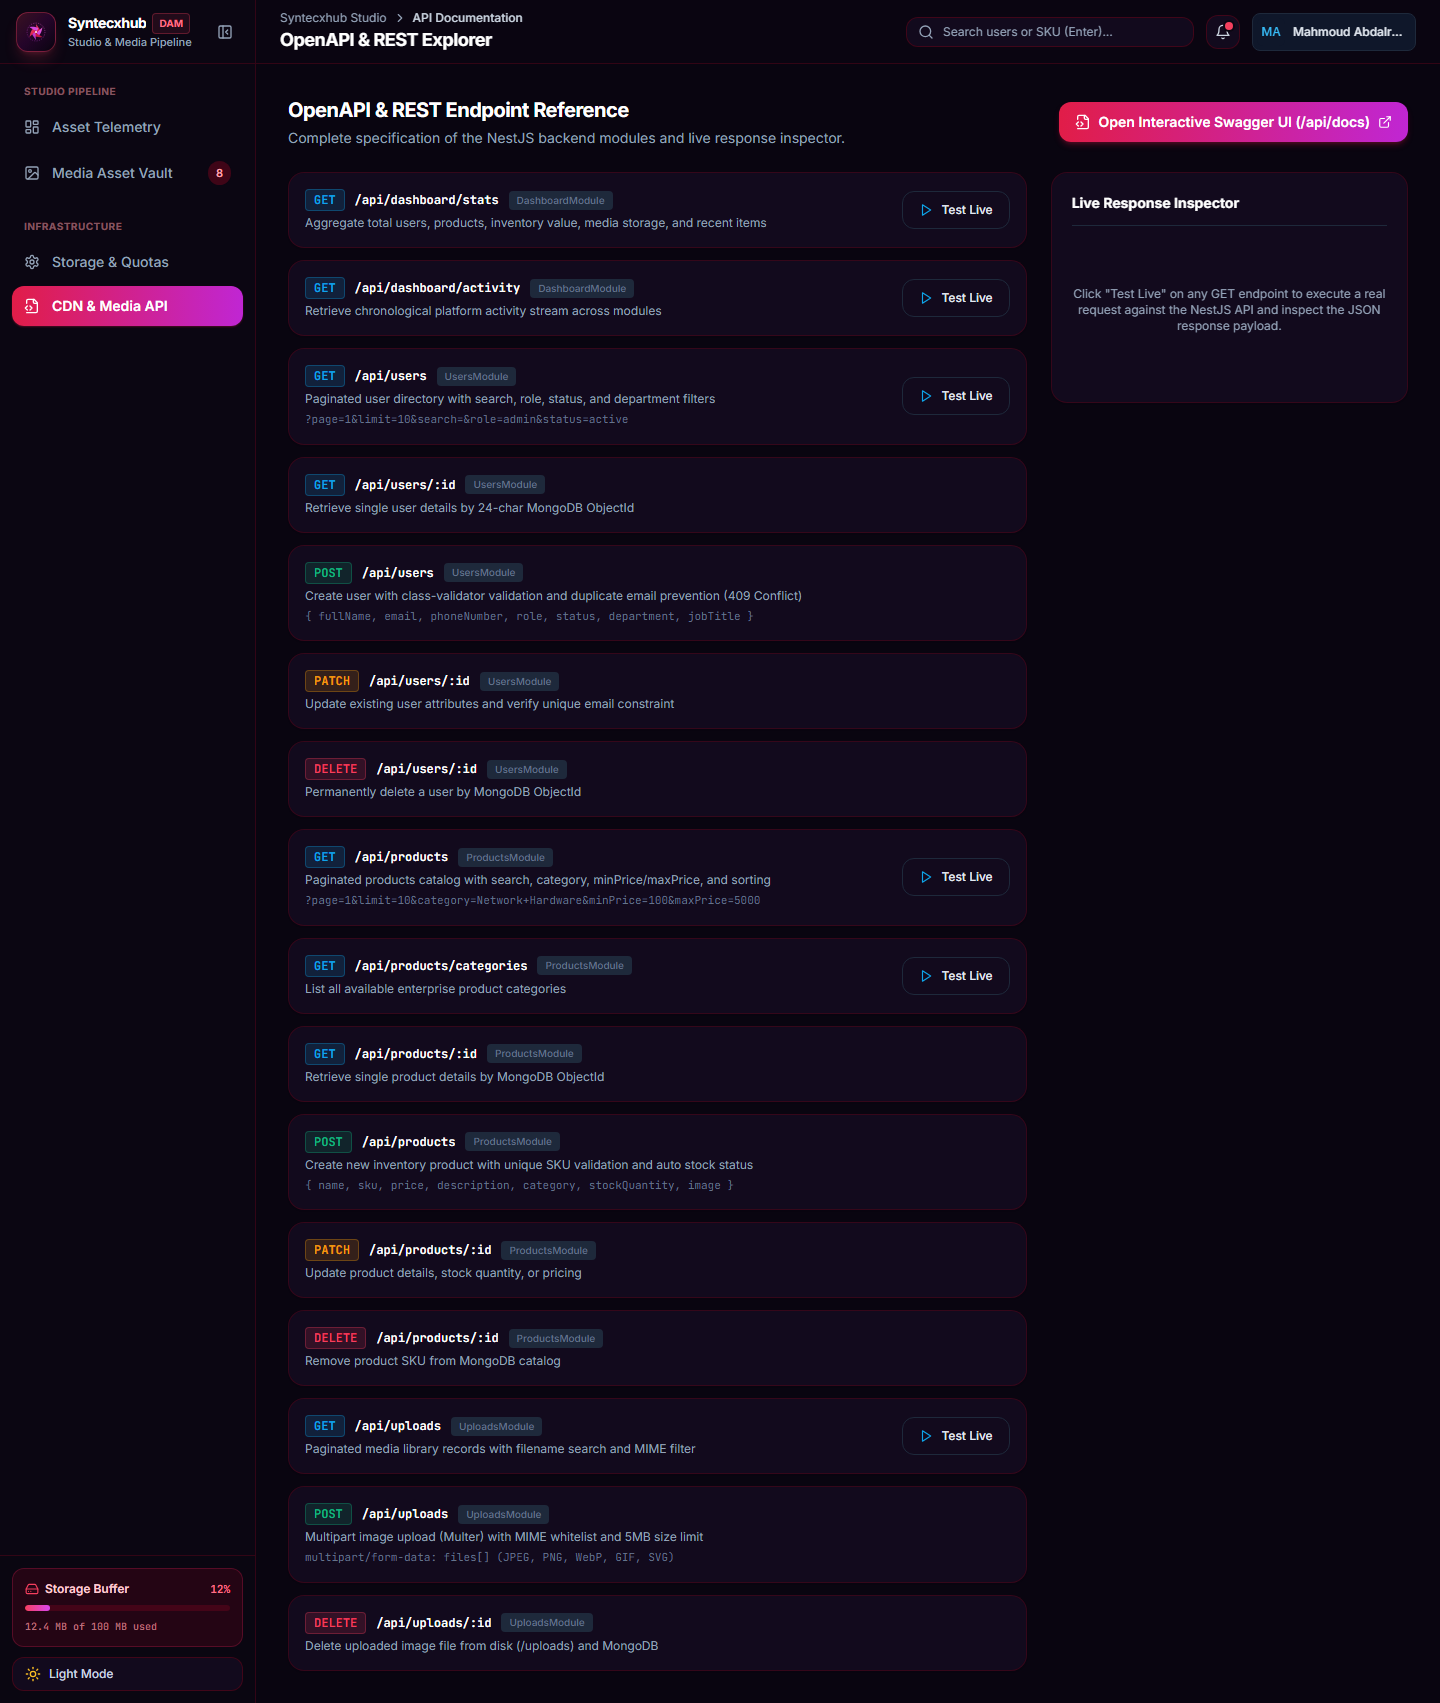 Syntecxhub DAM
Studio & Media Pipeline
STUDIO PIPELINE
Asset Telemetry
Media Asset Vault 8
INFRASTRUCTURE
Storage & Quotas
CDN & Media API
Storage Buffer 12%
12.4 MB of 100 MB used
Light Mode
Syntecxhub Studio > API Documentation
OpenAPI & REST Explorer
Search users or SKU (Enter)...
MA Mahmoud Abdalr...
OpenAPI & REST Endpoint Reference
Complete specification of the NestJS backend modules and live response inspector.
Open Interactive Swagger UI (/api/docs)
GET /api/dashboard/stats DashboardModule
Aggregate total users, products, inventory value, media storage, and recent items
Test Live
GET /api/dashboard/activity DashboardModule
Retrieve chronological platform activity stream across modules
Test Live
GET /api/users UsersModule
Paginated user directory with search, role, status, and department filters
?page=1&limit=10&search=&role=admin&status=active
Test Live
GET /api/users/:id UsersModule
Retrieve single user details by 24-char MongoDB ObjectId
POST /api/users UsersModule
Create user with class-validator validation and duplicate email prevention (409 Conflict)
{ fullName, email, phoneNumber, role, status, department, jobTitle }
PATCH /api/users/:id UsersModule
Update existing user attributes and verify unique email constraint
DELETE /api/users/:id UsersModule
Permanently delete a user by MongoDB ObjectId
GET /api/products ProductsModule
Paginated products catalog with search, category, minPrice/maxPrice, and sorting
?page=1&limit=10&category=Network+Hardware&minPrice=100&maxPrice=5000
Test Live
GET /api/products/categories ProductsModule
List all available enterprise product categories
Test Live
GET /api/products/:id ProductsModule
Retrieve single product details by MongoDB ObjectId
POST /api/products ProductsModule
Create new inventory product with unique SKU validation and auto stock status
{ name, sku, price, description, category, stockQuantity, image }
PATCH /api/products/:id ProductsModule
Update product details, stock quantity, or pricing
DELETE /api/products/:id ProductsModule
Remove product SKU from MongoDB catalog
GET /api/uploads UploadsModule
Paginated media library records with filename search and MIME filter
Test Live
POST /api/uploads UploadsModule
Multipart image upload (Multer) with MIME whitelist and 5MB size limit
multipart/form-data: files[] (JPEG, PNG, WebP, GIF, SVG)
DELETE /api/uploads/:id UploadsModule
Delete uploaded image file from disk (/uploads) and MongoDB
Live Response Inspector
Click "Test Live" on any GET endpoint to execute a real
request against the NestJS API and inspect the JSON
response payload.